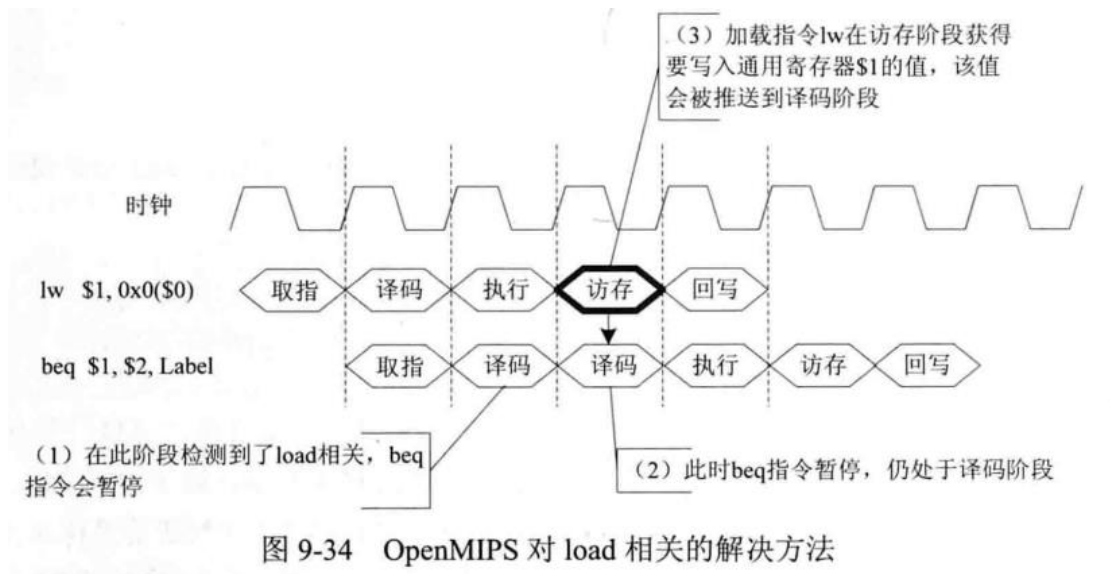 （3）加载指令lw在访存阶段获得
要写入通用寄存器$1的值，该值
会被推送到译码阶段
时钟
lw $1, 0x0($0)
取指 译码 执行 访存 回写
beq $1, $2, Label
取指 译码 译码 执行 访存 回写
（1）在此阶段检测到了load相关，beq
指令会暂停
（2）此时beq指令暂停，仍处于译码阶段
图 9-34 OpenMIPS 对 load 相关的解决方法